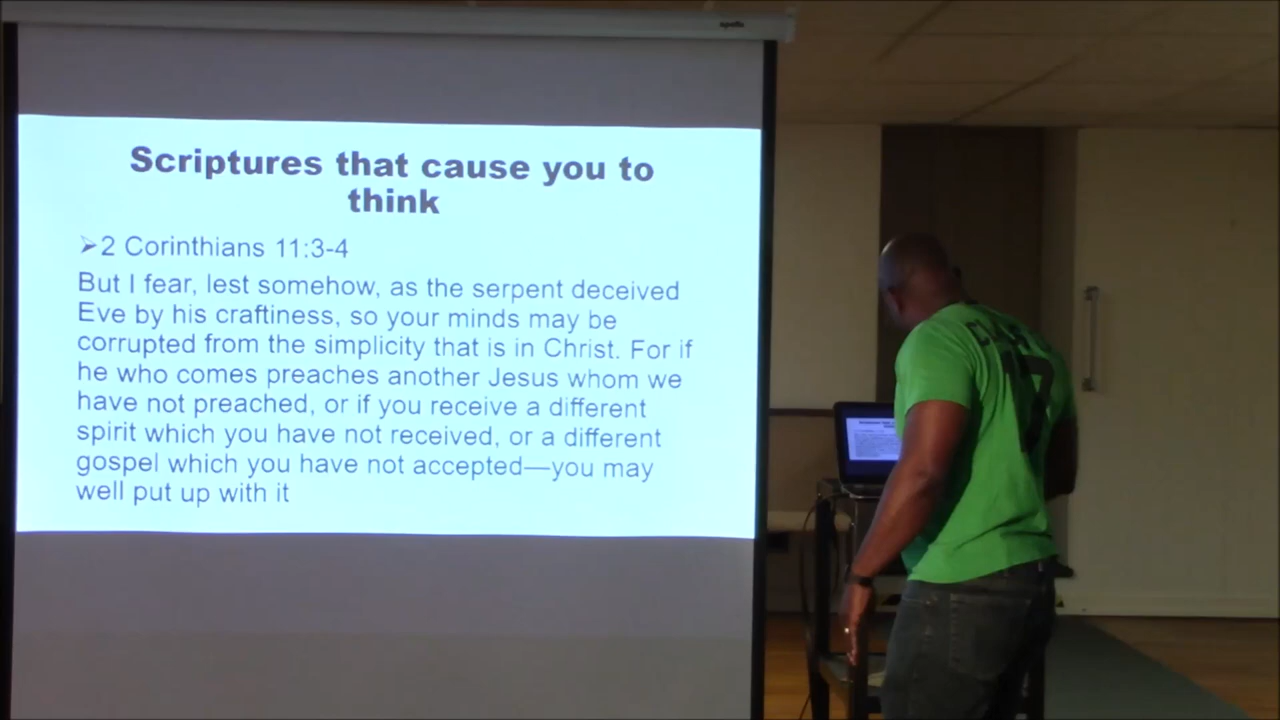 apollo
Scriptures that cause you to
think
➢2 Corinthians 11:3-4
But I fear, lest somehow, as the serpent deceived
Eve by his craftiness, so your minds may be
corrupted from the simplicity that is in Christ. For if
he who comes preaches another Jesus whom we
have not preached, or if you receive a different
spirit which you have not received, or a different
gospel which you have not accepted—you may
well put up with it